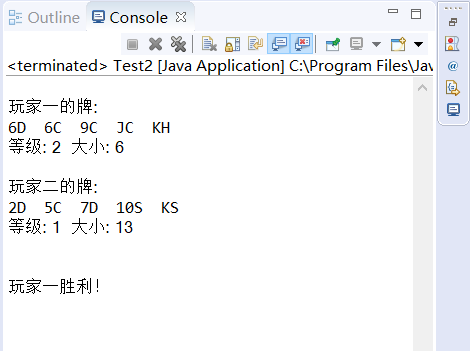 Outline Console
<terminated> Test2 [Java Application] C:\Program Files\Jav
玩家一的牌:
6D 6C 9C JC KH
等级: 2 大小: 6
玩家二的牌:
2D 5C 7D 10S KS
等级: 1 大小: 13
玩家一胜利!